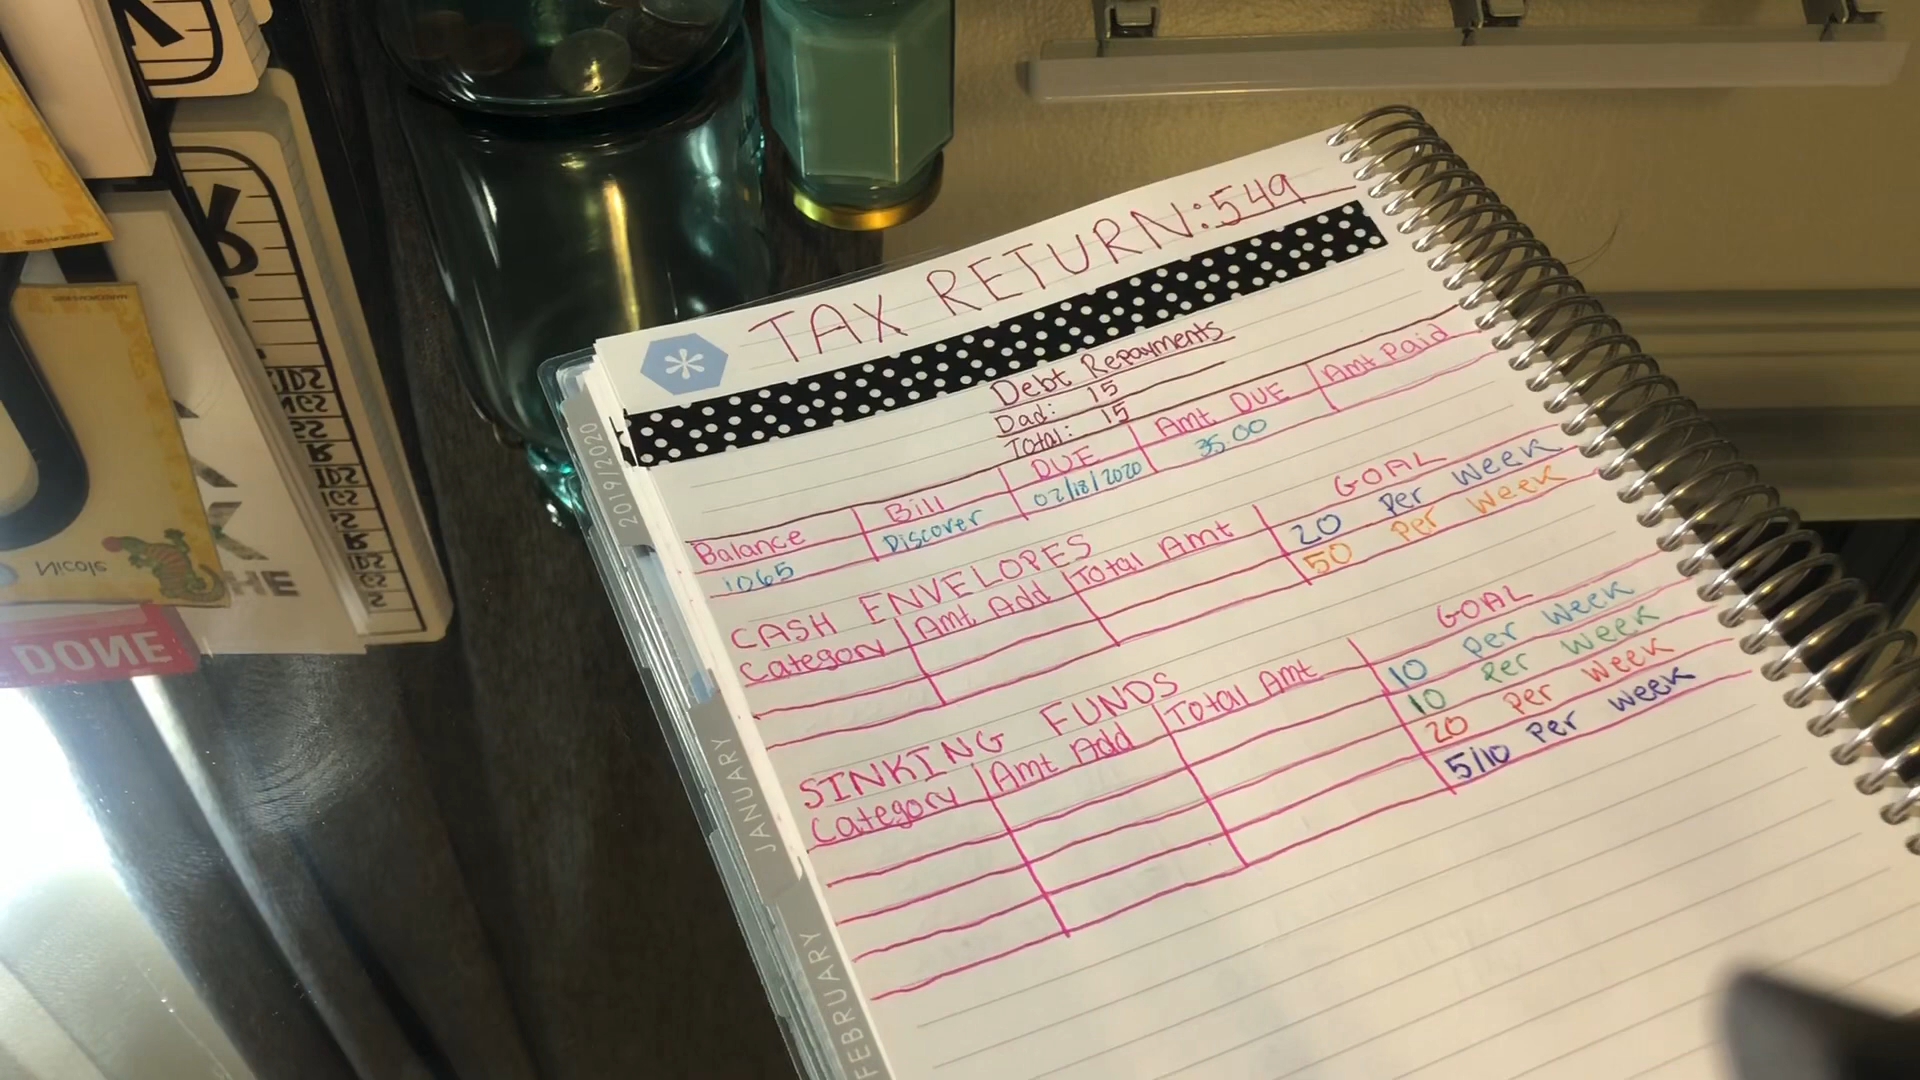 TAX RETURN: 549
Debt Repayments
Dad: 15
Total: 15
Balance Bill DUE Amt DUE Amt Paid
1065 Discover 02/18/2020 35.00
CASH ENVELOPES
Category Amt Add Total Amt GOAL
20 Per Week
50 Per Week
SINKING FUNDS
Category Amt Add Total Amt GOAL
10 Per Week
10 Per Week
20 Per Week
5/10 Per Week
2019/2020
JANUARY
FEBRUARY
Nicole
DONE